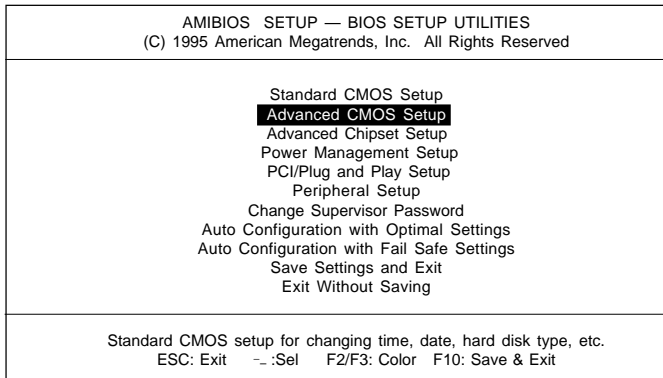 AMIBIOS SETUP — BIOS SETUP UTILITIES
(C) 1995 American Megatrends, Inc. All Rights Reserved
Standard CMOS Setup
Advanced CMOS Setup
Advanced Chipset Setup
Power Management Setup
PCI/Plug and Play Setup
Peripheral Setup
Change Supervisor Password
Auto Configuration with Optimal Settings
Auto Configuration with Fail Safe Settings
Save Settings and Exit
Exit Without Saving
Standard CMOS setup for changing time, date, hard disk type, etc.
ESC: Exit :Sel F2/F3: Color F10: Save & Exit